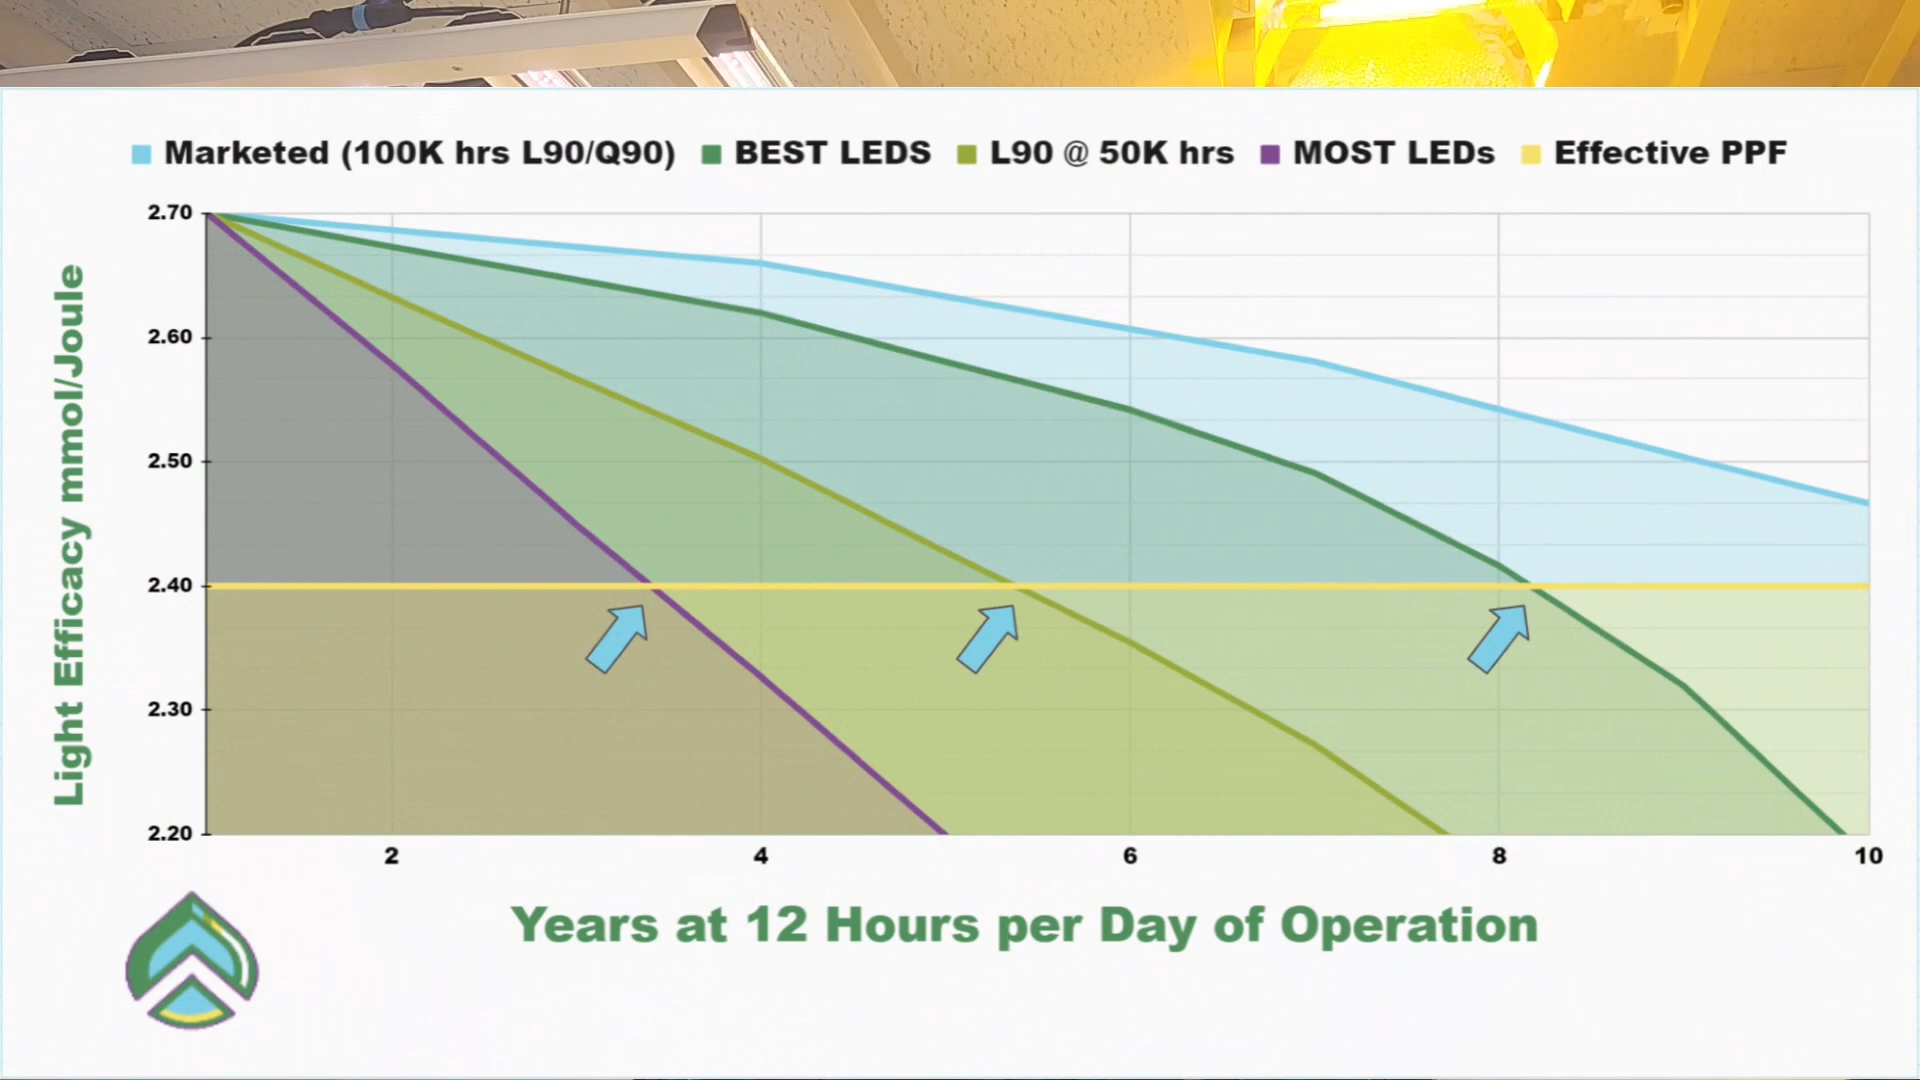 Marketed (100K hrs L90/Q90) BEST LEDS L90 @ 50K hrs MOST LEDs Effective PPF
Light Efficacy mmol/Joule
2.70
2.60
2.50
2.40
2.30
2.20
2 4 6 8 10
Years at 12 Hours per Day of Operation